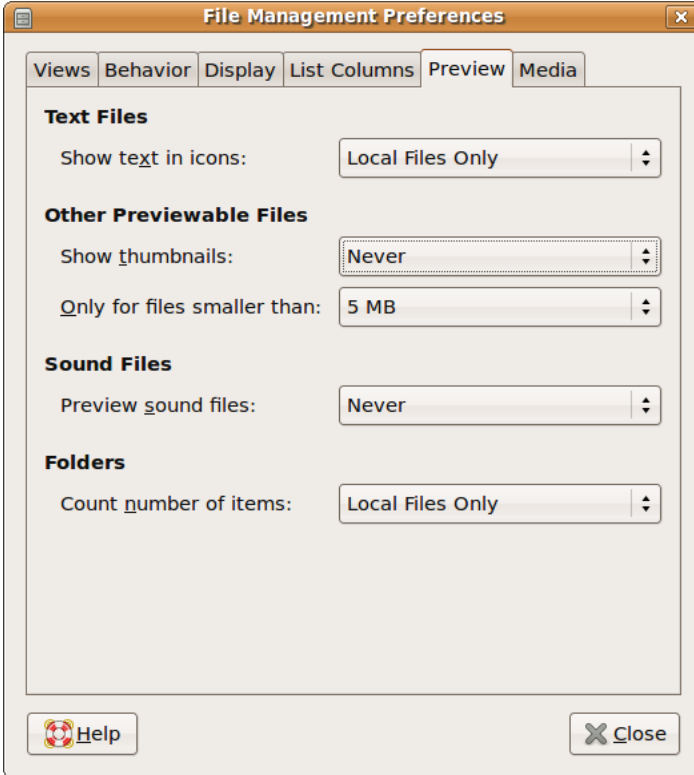 File Management Preferences
Views Behavior Display List Columns Preview Media
Text Files
Show text in icons: Local Files Only
Other Previewable Files
Show thumbnails: Never
Only for files smaller than: 5 MB
Sound Files
Preview sound files: Never
Folders
Count number of items: Local Files Only
Help Close